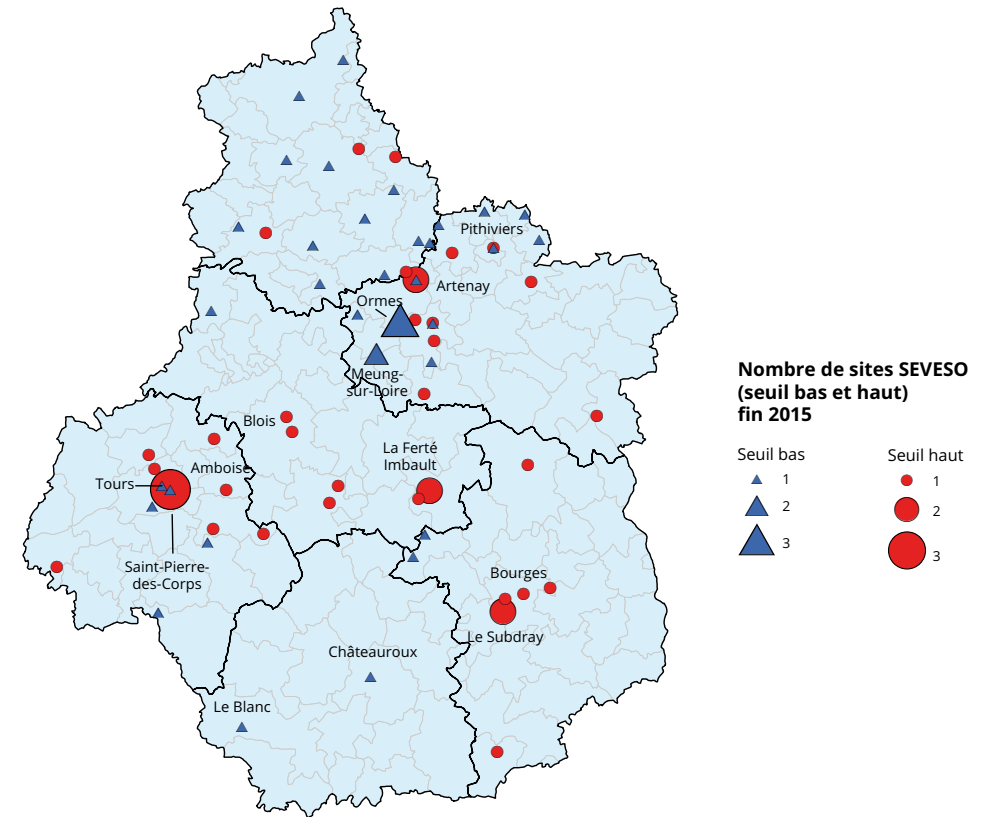 Pithiviers
Artenay
Ormes
Meung-
sur-Loire
Blois
La Ferté
Imbault
Amboise
Tours
Saint-Pierre-
des-Corps
Bourges
Le Subdray
Châteauroux
Le Blanc
Nombre de sites SEVESO
(seuil bas et haut)
fin 2015
Seuil bas
1
2
3
Seuil haut
1
2
3